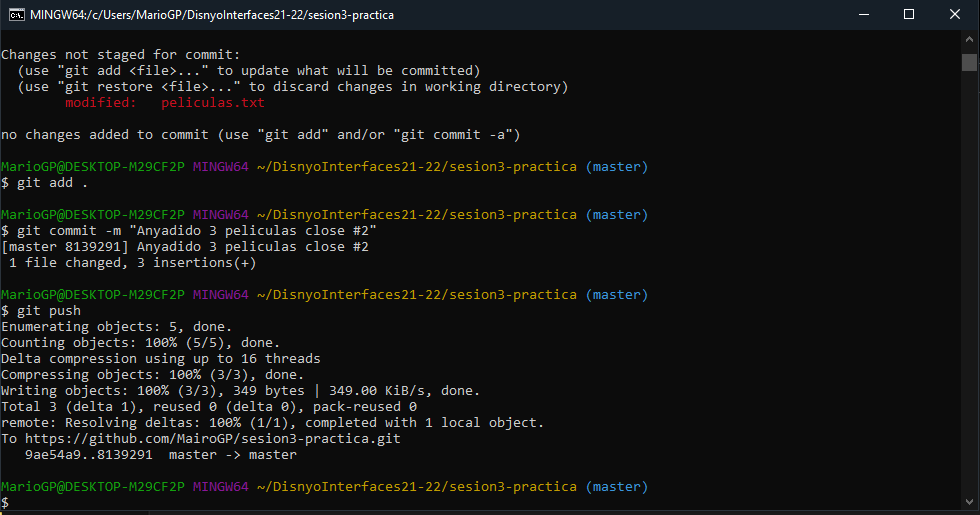 MINGW64:/c/Users/MarioGP/DisnyoInterfaces21-22/sesion3-practica
Changes not staged for commit:
  (use "git add <file>..." to update what will be committed)
  (use "git restore <file>..." to discard changes in working directory)
        modified:   peliculas.txt
no changes added to commit (use "git add" and/or "git commit -a")
MarioGP@DESKTOP-M29CF2P MINGW64 ~/DisnyoInterfaces21-22/sesion3-practica (master)
$ git add .
MarioGP@DESKTOP-M29CF2P MINGW64 ~/DisnyoInterfaces21-22/sesion3-practica (master)
$ git commit -m "Anyadido 3 peliculas close #2"
[master 8139291] Anyadido 3 peliculas close #2
 1 file changed, 3 insertions(+)
MarioGP@DESKTOP-M29CF2P MINGW64 ~/DisnyoInterfaces21-22/sesion3-practica (master)
$ git push
Enumerating objects: 5, done.
Counting objects: 100% (5/5), done.
Delta compression using up to 16 threads
Compressing objects: 100% (3/3), done.
Writing objects: 100% (3/3), 349 bytes | 349.00 KiB/s, done.
Total 3 (delta 1), reused 0 (delta 0), pack-reused 0
remote: Resolving deltas: 100% (1/1), completed with 1 local object.
To https://github.com/MairoGP/sesion3-practica.git
   9ae54a9..8139291  master -> master
MarioGP@DESKTOP-M29CF2P MINGW64 ~/DisnyoInterfaces21-22/sesion3-practica (master)
$